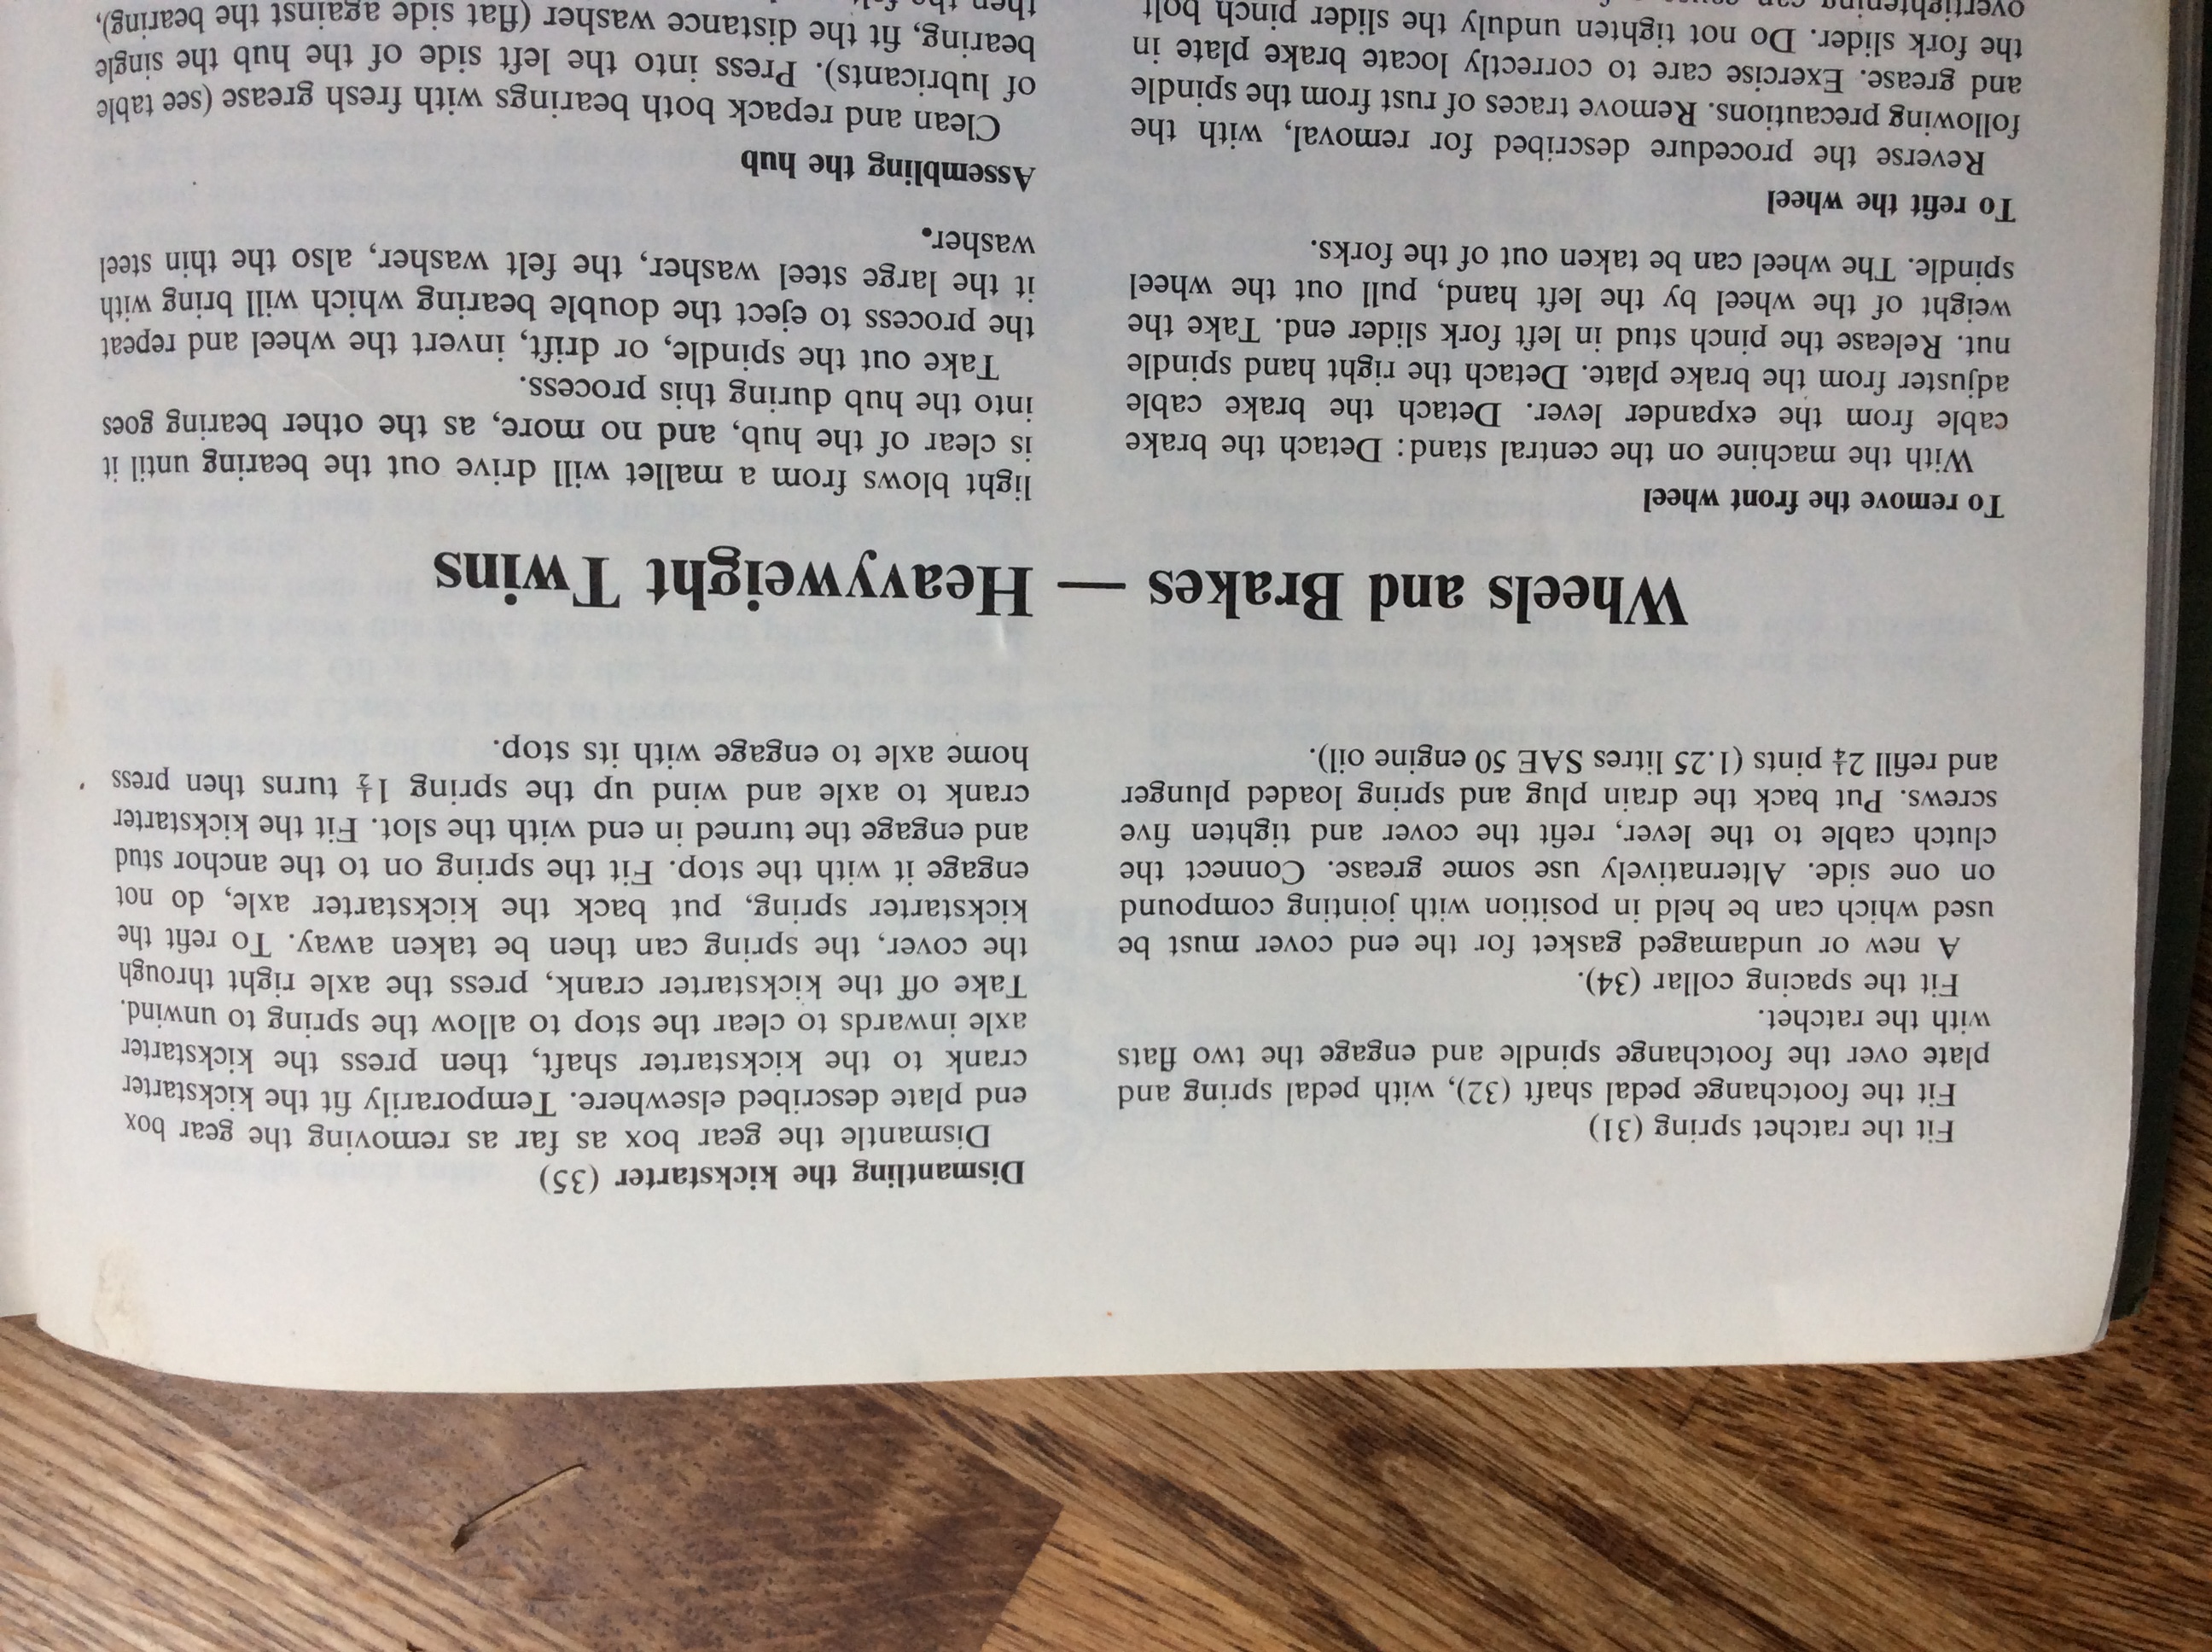 Fit the ratchet spring (31)
Fit the footchange pedal shaft (32), with pedal spring and
plate over the footchange spindle and engage the two flats
with the ratchet.
Fit the spacing collar (34).
A new or undamaged gasket for the end cover must be
used which can be held in position with jointing compound
on one side. Alternatively use some grease. Connect the
clutch cable to the lever, refit the cover and tighten five
screws. Put back the drain plug and spring loaded plunger
and refill 2¼ pints (1.25 litres SAE 50 engine oil).
Dismantling the kickstarter (35)
Dismantle the gear box as far as removing the gear box
end plate described elsewhere. Temporarily fit the kickstarter
crank to the kickstarter shaft, then press the kickstarter
axle inwards to clear the stop to allow the spring to unwind.
Take off the kickstarter crank, press the axle right through
the cover, the spring can then be taken away. To refit the
kickstarter spring, put back the kickstarter axle, do not
engage it with the stop. Fit the spring on to the anchor stud
and engage the turned in end with the slot. Fit the kickstarter
crank to axle and wind up the spring 1½ turns then press
home axle to engage with its stop.
Wheels and Brakes — Heavyweight Twins
To remove the front wheel
With the machine on the central stand: Detach the brake
cable from the expander lever. Detach the brake cable
adjuster from the brake plate. Detach the right hand spindle
nut. Release the pinch stud in left fork slider end. Take the
weight of the wheel by the left hand, pull out the wheel
spindle. The wheel can be taken out of the forks.
To refit the wheel
Reverse the procedure described for removal, with the
following precautions. Remove traces of rust from the spindle
and grease. Exercise care to correctly locate brake plate in
the fork slider. Do not tighten unduly the slider pinch bolt
overtightening can
light blows from a mallet will drive out the bearing until it
is clear of the hub, and no more, as the other bearing goes
into the hub during this process.
Take out the spindle, or drift, invert the wheel and repeat
the process to eject the double bearing which will bring with
it the large steel washer, the felt washer, also the thin steel
washer.
Assembling the hub
Clean and repack both bearings with fresh grease (see table
of lubricants). Press into the left side of the hub the single
bearing, fit the distance washer (flat side against the bearing),
then the